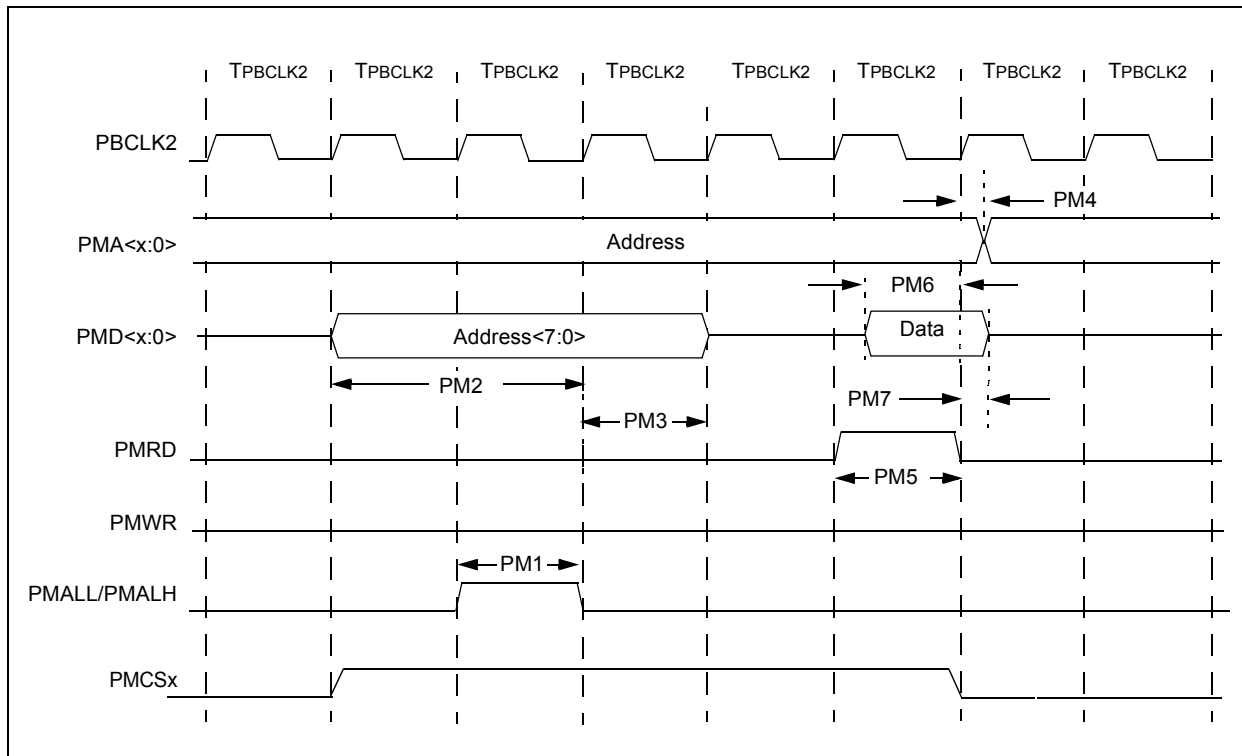 TPBCLK2 TPBCLK2 TPBCLK2 TPBCLK2 TPBCLK2 TPBCLK2 TPBCLK2 TPBCLK2
PBCLK2
PM4
PMA<x:0>
Address
PM6
PMD<x:0>
Address<7:0>
Data
PM2
PM7
PM3
PMRD
PM5
PMWR
PM1
PMALL/PMALH
PMCSx